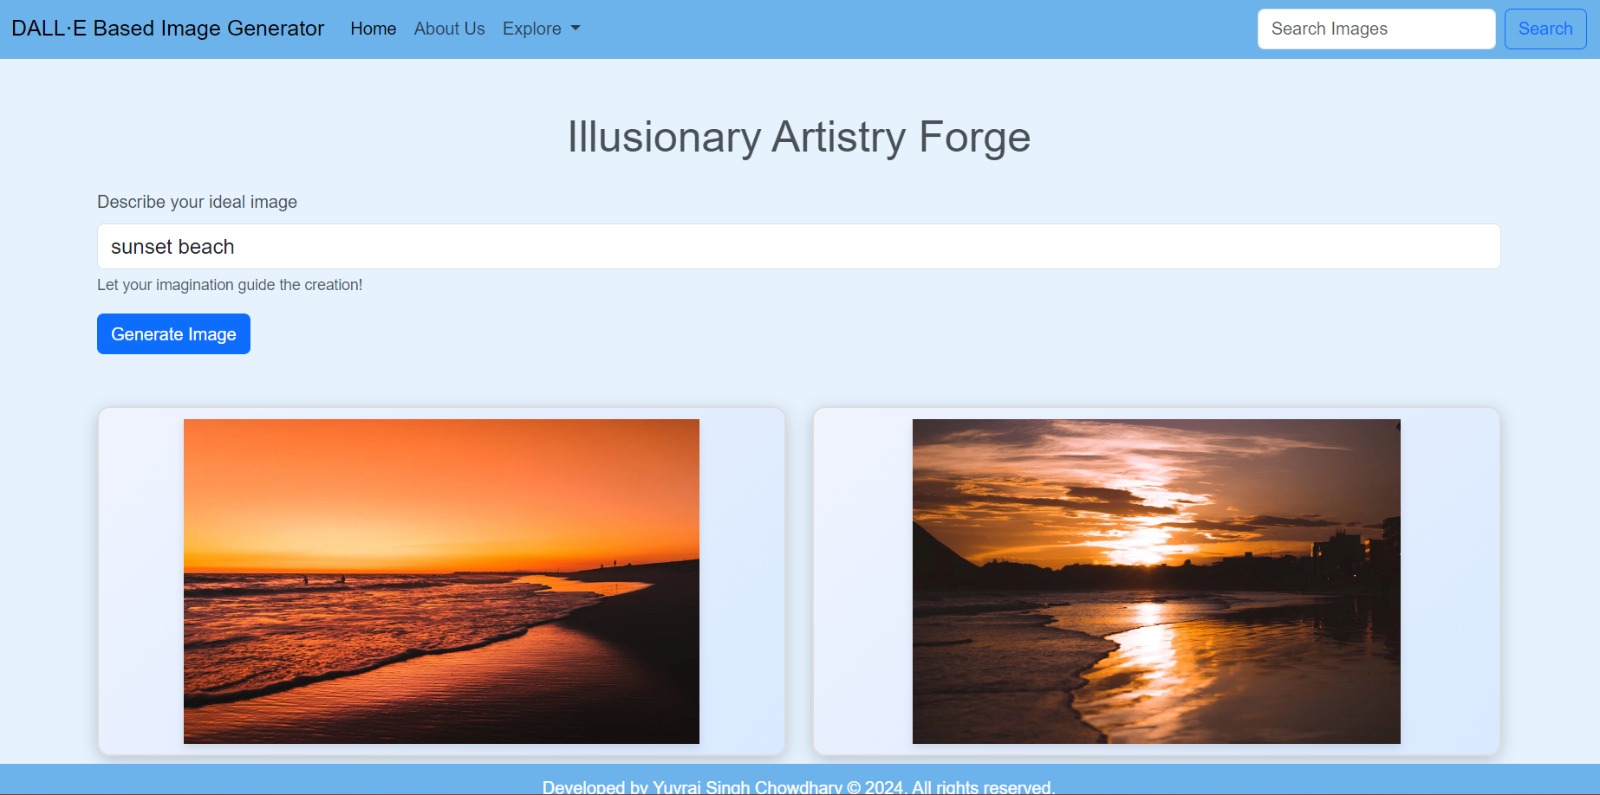 DALL·E Based Image Generator Home About Us Explore Search Images Search
Illusionary Artistry Forge
Describe your ideal image
sunset beach
Let your imagination guide the creation!
Generate Image
Developed by Yuvraj Singh Chowdhary © 2024. All rights reserved.